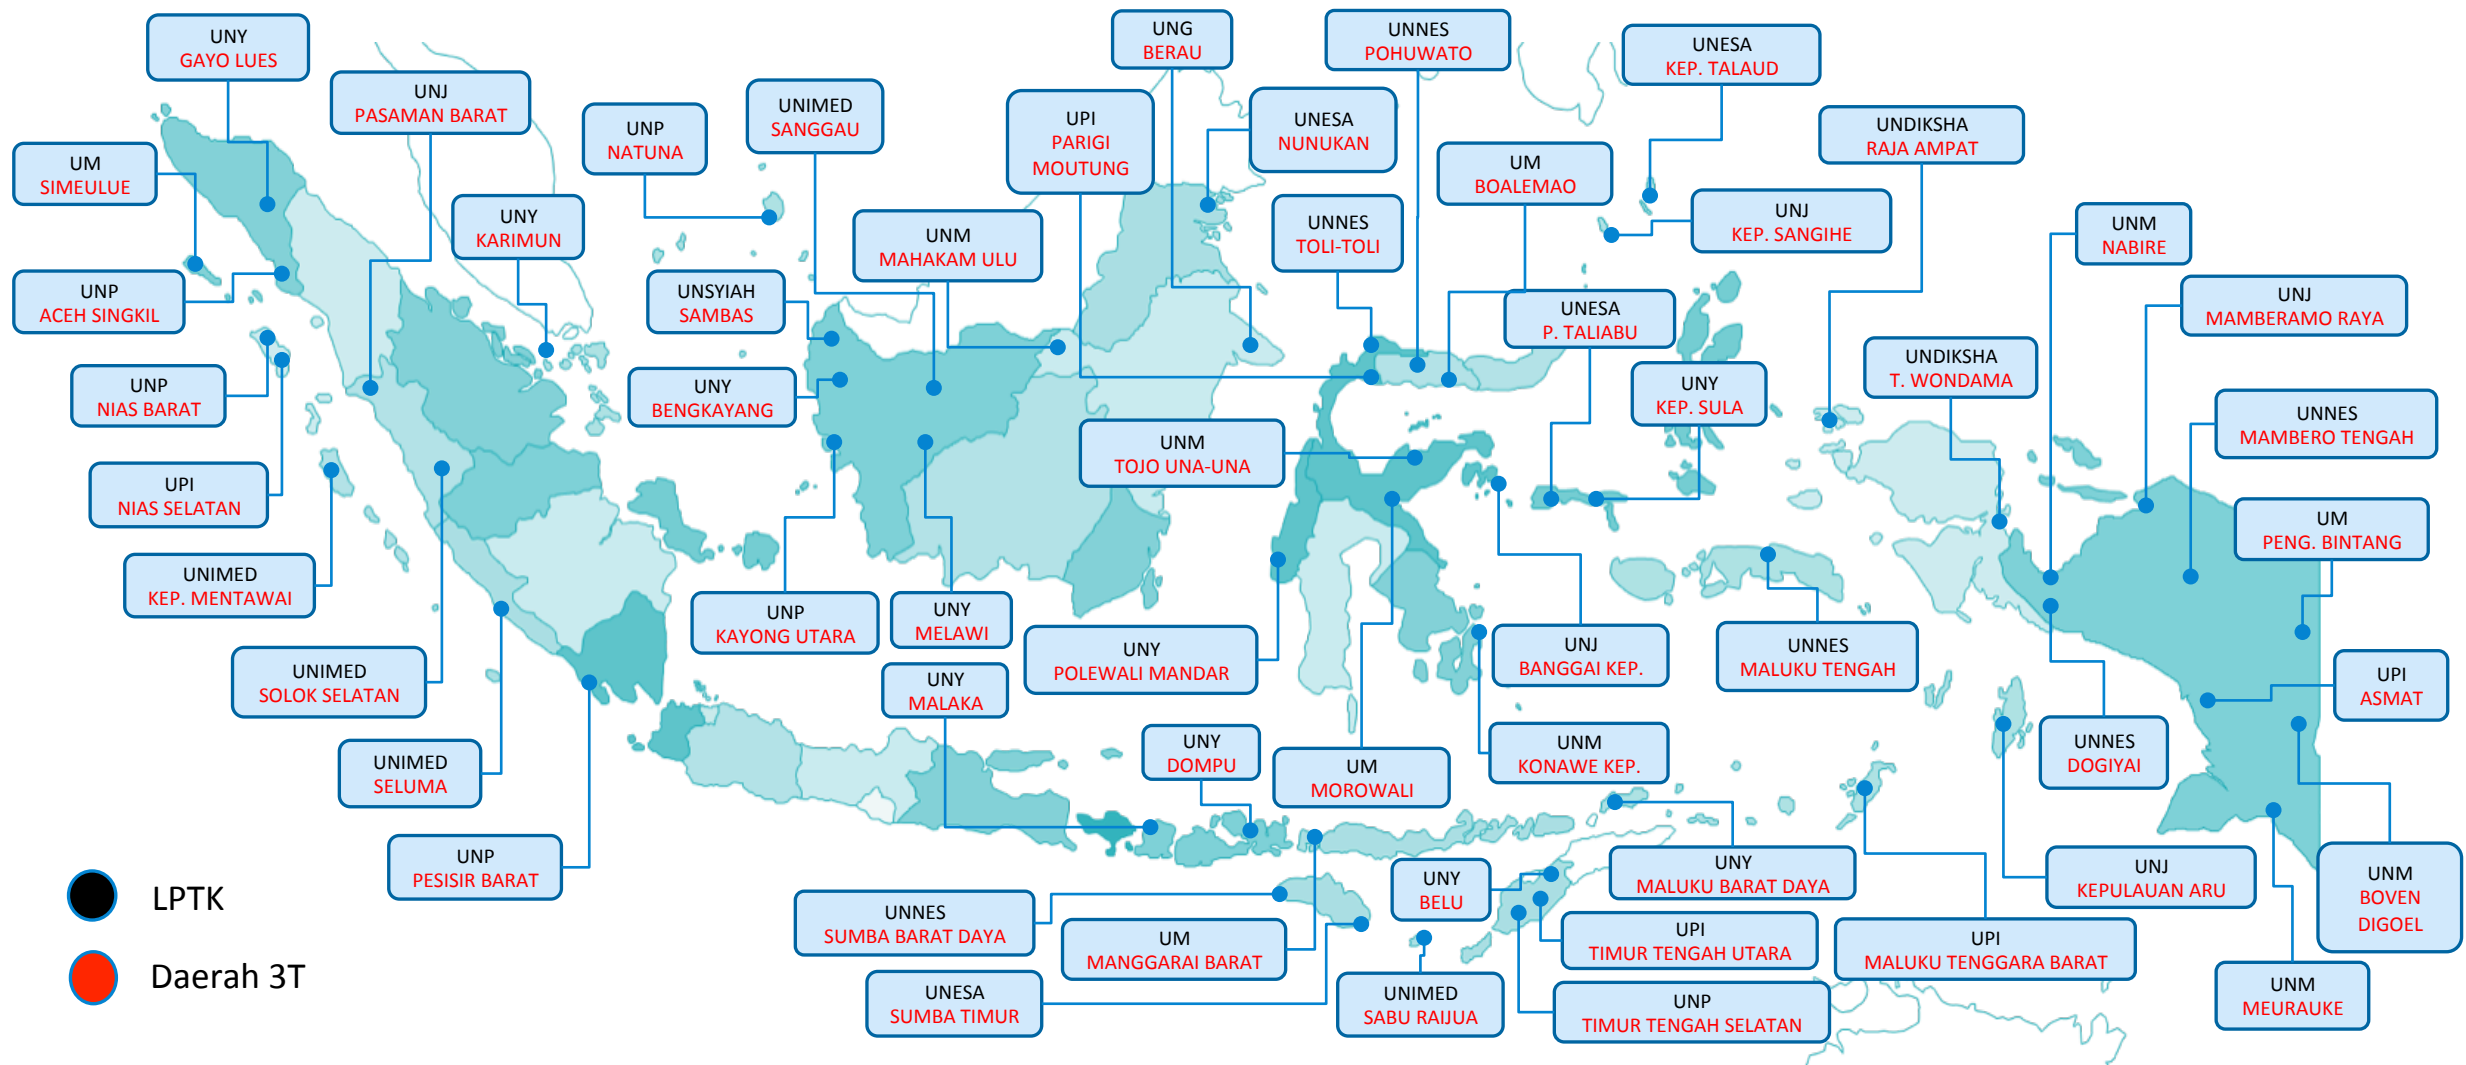 UNY
GAYO LUES
UNJ
PASAMAN BARAT
UM
SIMEULUE
UNY
KARIMUN
UNP
ACEH SINGKIL
UNP
NIAS BARAT
UPI
NIAS SELATAN
UNIMED
KEP. MENTAWAI
UNIMED
SOLOK SELATAN
UNIMED
SELUMA
UNP
PESISIR BARAT
UNP
NATUNA
UNIMED
SANGGAU
UNM
MAHAKAM ULU
UNSYIAH
SAMBAS
UNY
BENGKAYANG
UNP
KAYONG UTARA
UNY
MELAWI
UNG
BERAU
UPI
PARIGI
MOUTUNG
UNESA
NUNUKAN
UNNES
POHUWATO
UNNES
TOLI-TOLI
UM
BOALEMAO
UNESA
KEP. TALAUD
UNJ
KEP. SANGIHE
UNESA
P. TALIABU
UNY
KEP. SULA
UNM
TOJO UNA-UNA
UNY
POLEWALI MANDAR
UM
MOROWALI
UNJ
BANGGAI KEP.
UNM
KONAWE KEP.
UNDIKSHA
RAJA AMPAT
UNM
NABIRE
UNJ
MAMBERAMO RAYA
UNDIKSHA
T. WONDAMA
UNNES
MAMBERO TENGAH
UM
PENG. BINTANG
UNNES
MALUKU TENGAH
UPI
ASMAT
UNNES
DOGIYAI
UNY
MALAKA
UNY
DOMPU
UNNES
SUMBA BARAT DAYA
UM
MANGGARAI BARAT
UNESA
SUMBA TIMUR
UNY
BELU
UNIMED
SABU RAIJUA
UNY
MALUKU BARAT DAYA
UPI
TIMUR TENGAH UTARA
UNP
TIMUR TENGAH SELATAN
UPI
MALUKU TENGGARA BARAT
UNJ
KEPULAUAN ARU
UNM
BOVEN
DIGOEL
UNM
MEURAUKE
LPTK
Daerah 3T